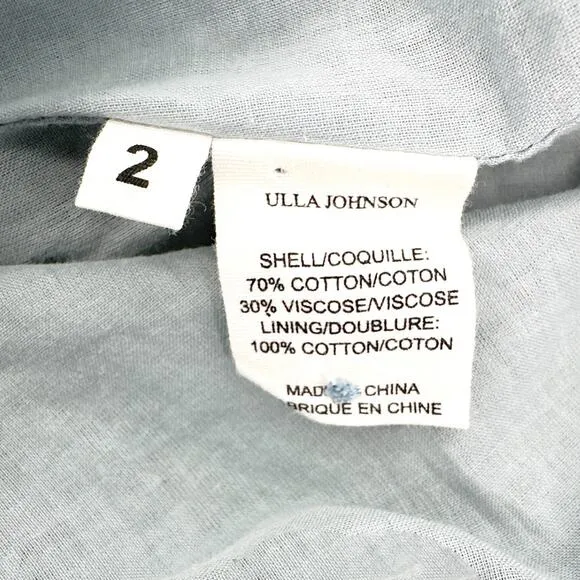 2
ULLA JOHNSON
SHELL/COQUILLE:
70% COTTON/COTON
30% VISCOSE/VISCOSE
LINING/DOUBLURE:
100% COTTON/COTON
CHINA
EN CHINE